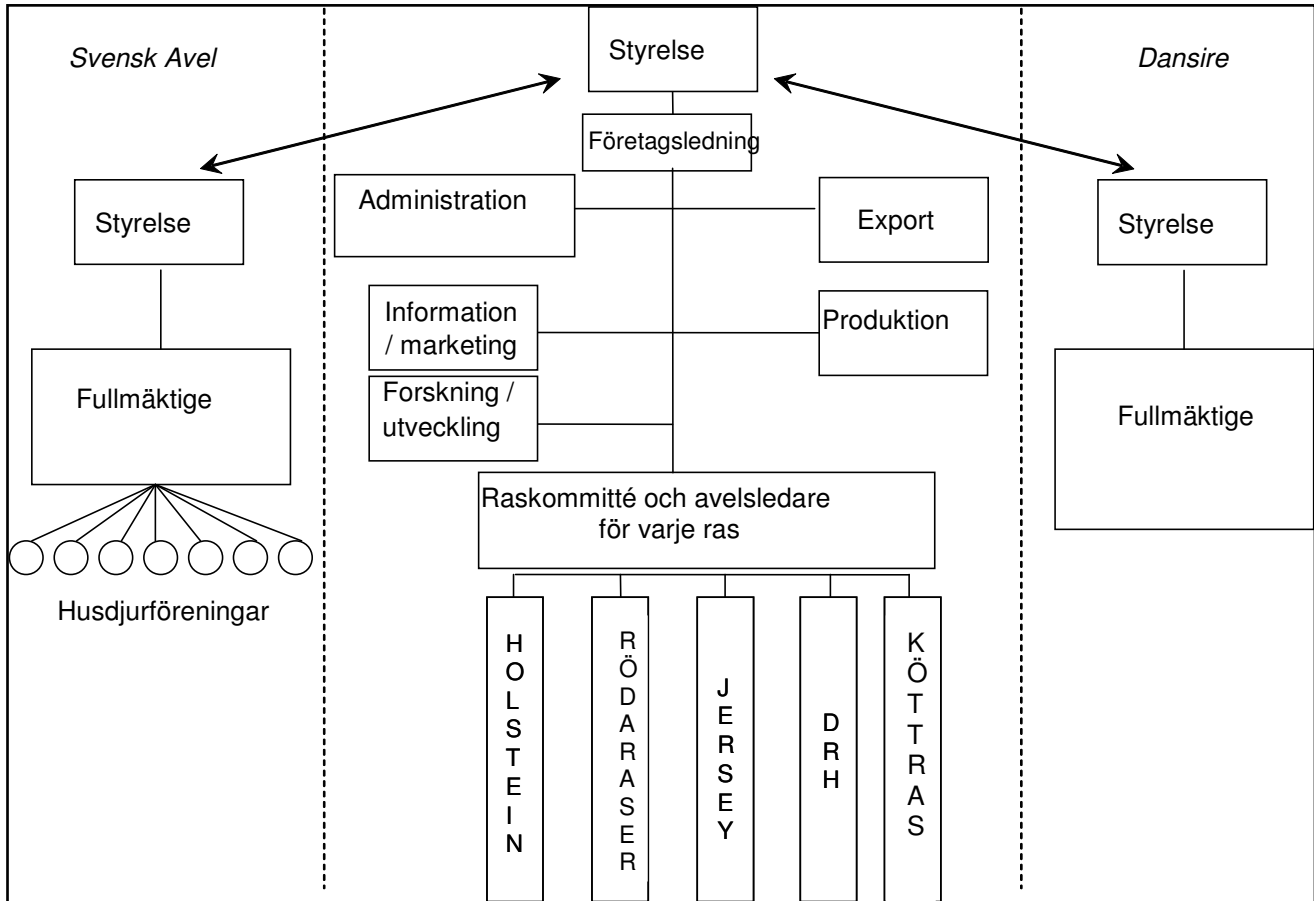 Svensk Avel
Styrelse
Fullmäktige
Husdjurföreningar
Styrelse
Företagsledning
Administration
Export
Information
/ marketing
Produktion
Forskning /
utveckling
Raskommitté och avelsledare
för varje ras
HOLSTEIN
RÖDARASER
JERSEY
DRH
KÖTTRAS
Dansire
Styrelse
Fullmäktige